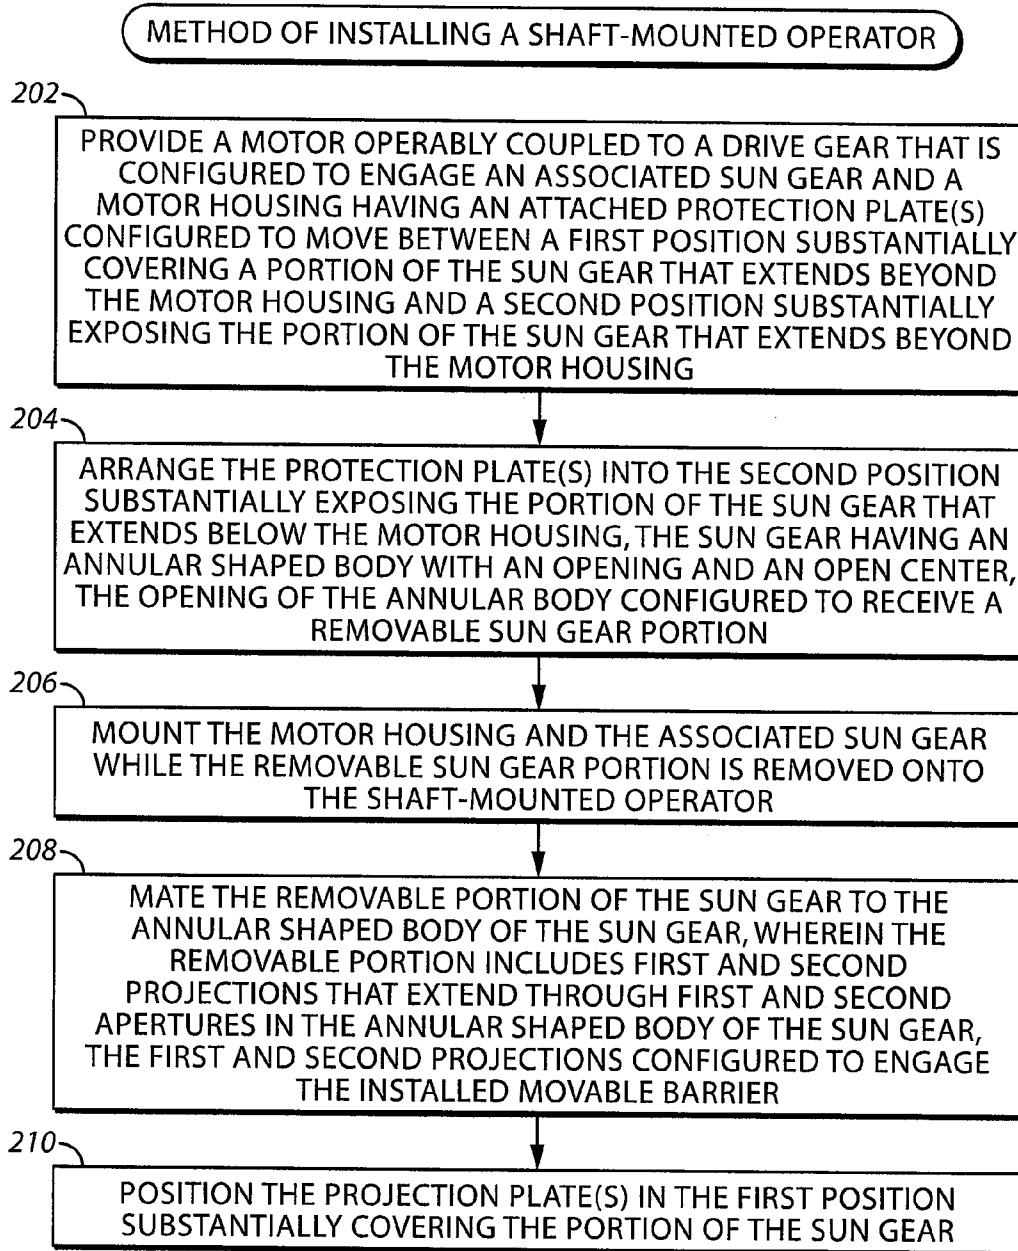 METHOD OF INSTALLING A SHAFT-MOUNTED OPERATOR
202
PROVIDE A MOTOR OPERABLY COUPLED TO A DRIVE GEAR THAT IS
CONFIGURED TO ENGAGE AN ASSOCIATED SUN GEAR AND A
MOTOR HOUSING HAVING AN ATTACHED PROTECTION PLATE(S)
CONFIGURED TO MOVE BETWEEN A FIRST POSITION SUBSTANTIALLY
COVERING A PORTION OF THE SUN GEAR THAT EXTENDS BEYOND
THE MOTOR HOUSING AND A SECOND POSITION SUBSTANTIALLY
EXPOSING THE PORTION OF THE SUN GEAR THAT EXTENDS BEYOND
THE MOTOR HOUSING
204
ARRANGE THE PROTECTION PLATE(S) INTO THE SECOND POSITION
SUBSTANTIALLY EXPOSING THE PORTION OF THE SUN GEAR THAT
EXTENDS BELOW THE MOTOR HOUSING, THE SUN GEAR HAVING AN
ANNULAR SHAPED BODY WITH AN OPENING AND AN OPEN CENTER,
THE OPENING OF THE ANNULAR BODY CONFIGURED TO RECEIVE A
REMOVABLE SUN GEAR PORTION
206
MOUNT THE MOTOR HOUSING AND THE ASSOCIATED SUN GEAR
WHILE THE REMOVABLE SUN GEAR PORTION IS REMOVED ONTO
THE SHAFT-MOUNTED OPERATOR
208
MATE THE REMOVABLE PORTION OF THE SUN GEAR TO THE
ANNULAR SHAPED BODY OF THE SUN GEAR, WHEREIN THE
REMOVABLE PORTION INCLUDES FIRST AND SECOND
PROJECTIONS THAT EXTEND THROUGH FIRST AND SECOND
APERTURES IN THE ANNULAR SHAPED BODY OF THE SUN GEAR,
THE FIRST AND SECOND PROJECTIONS CONFIGURED TO ENGAGE
THE INSTALLED MOVABLE BARRIER
210
POSITION THE PROJECTION PLATE(S) IN THE FIRST POSITION
SUBSTANTIALLY COVERING THE PORTION OF THE SUN GEAR